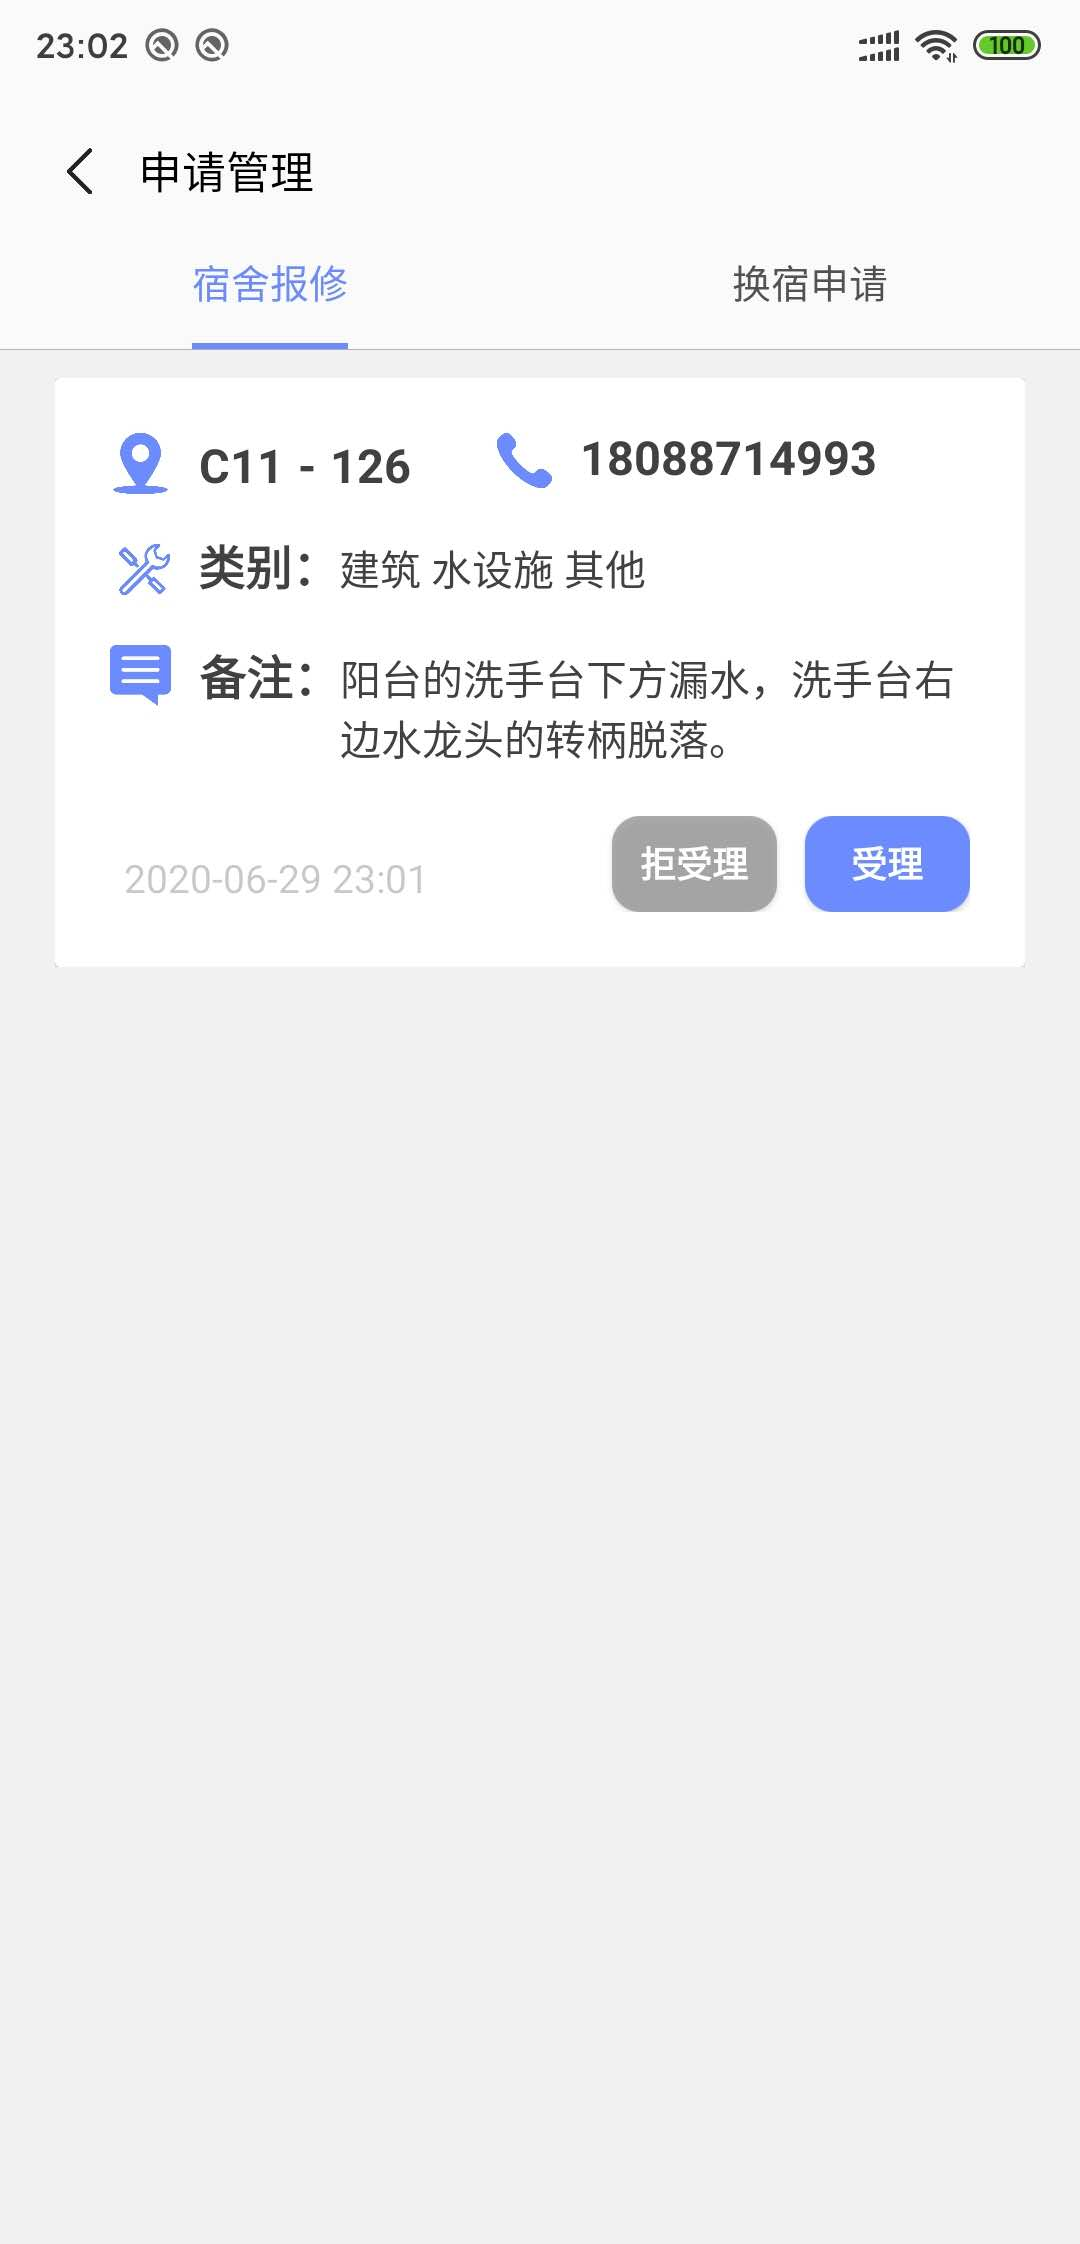 23:02
100
申请管理
宿舍报修 换宿申请
C11 - 126 18088714993
类别：建筑 水设施 其他
备注：阳台的洗手台下方漏水，洗手台右
边水龙头的转柄脱落。
2020-06-29 23:01 拒受理 受理